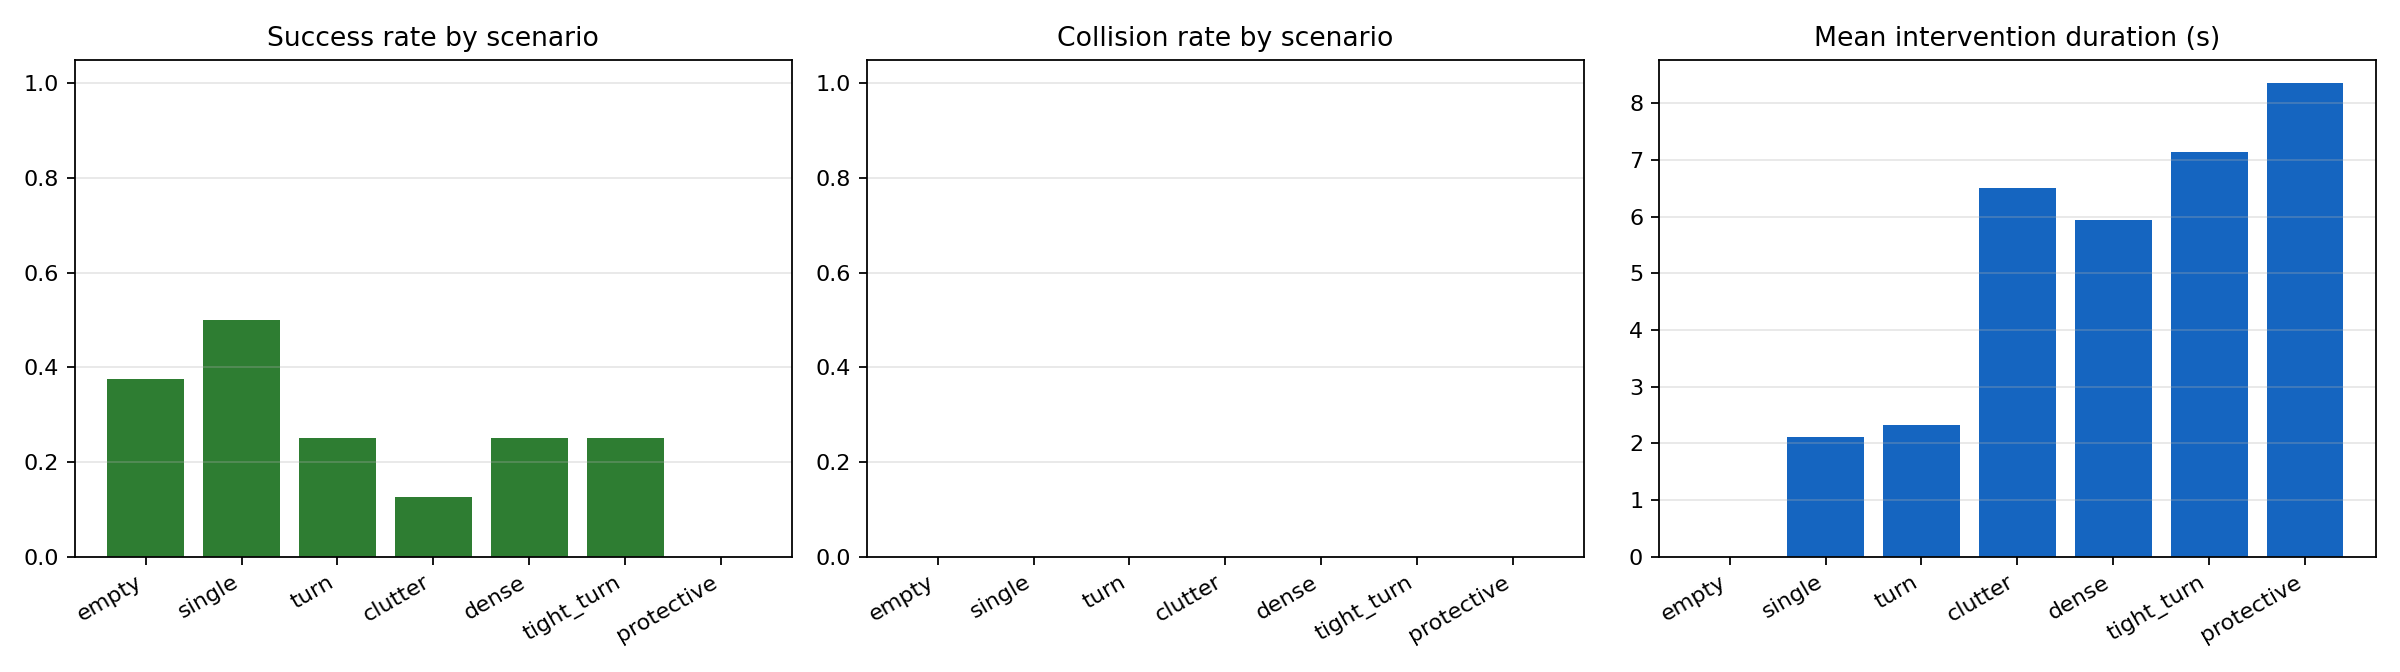 Success rate by scenario
1.0
0.8
0.6
0.4
0.2
0.0
empty
single
turn
clutter
dense
tight_turn
protective
Collision rate by scenario
1.0
0.8
0.6
0.4
0.2
0.0
empty
single
turn
clutter
dense
tight_turn
protective
Mean intervention duration (s)
8
7
6
5
4
3
2
1
0
empty
single
turn
clutter
dense
tight_turn
protective